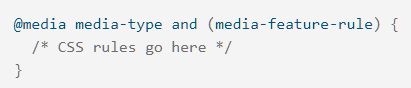 @media media-type and (media-feature-rule) {
  /* CSS rules go here */
}